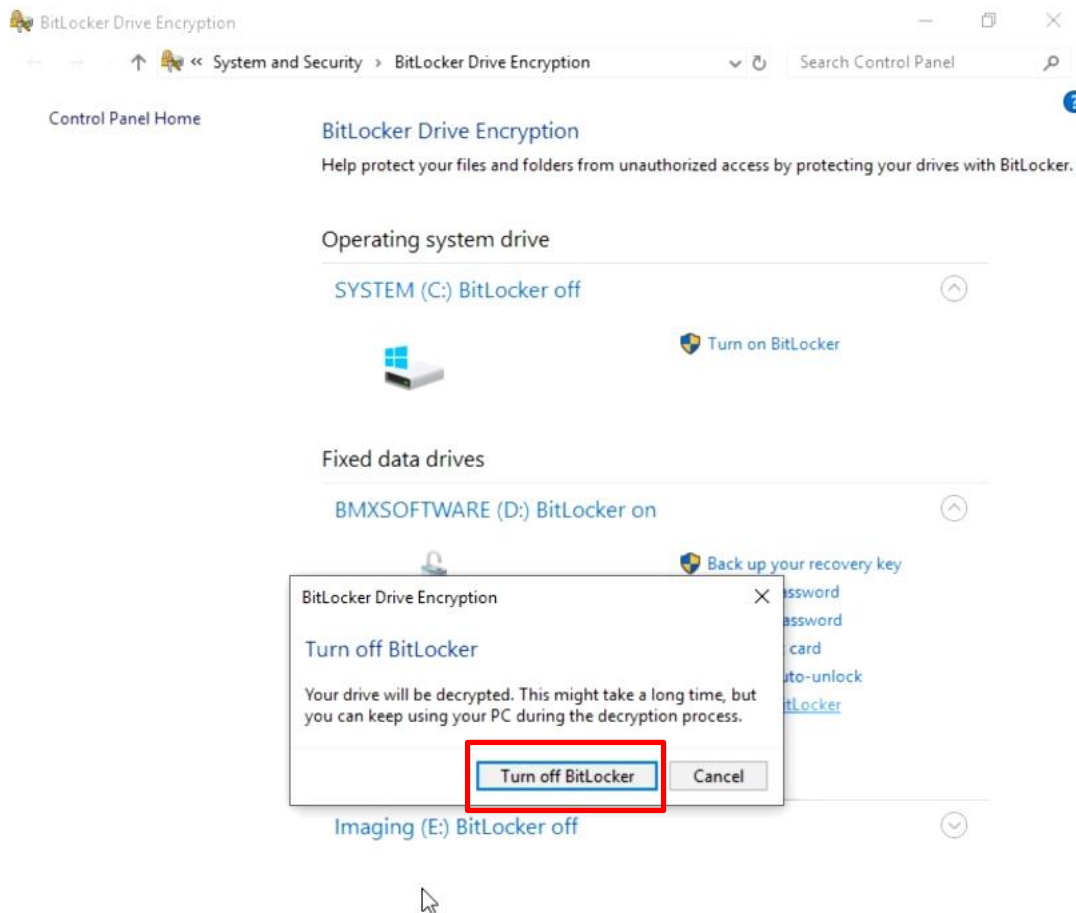 BitLocker Drive Encryption
« System and Security › BitLocker Drive Encryption
Search Control Panel
?
Control Panel Home
BitLocker Drive Encryption
Help protect your files and folders from unauthorized access by protecting your drives with BitLocker.
Operating system drive
SYSTEM (C:) BitLocker off
Turn on BitLocker
Fixed data drives
BMXSOFTWARE (D:) BitLocker on
Back up your recovery key
card
BitLocker Drive Encryption
Turn off BitLocker
Your drive will be decrypted. This might take a long time, but
you can keep using your PC during the decryption process.
Turn off BitLocker
Cancel
Imaging (E:) BitLocker off